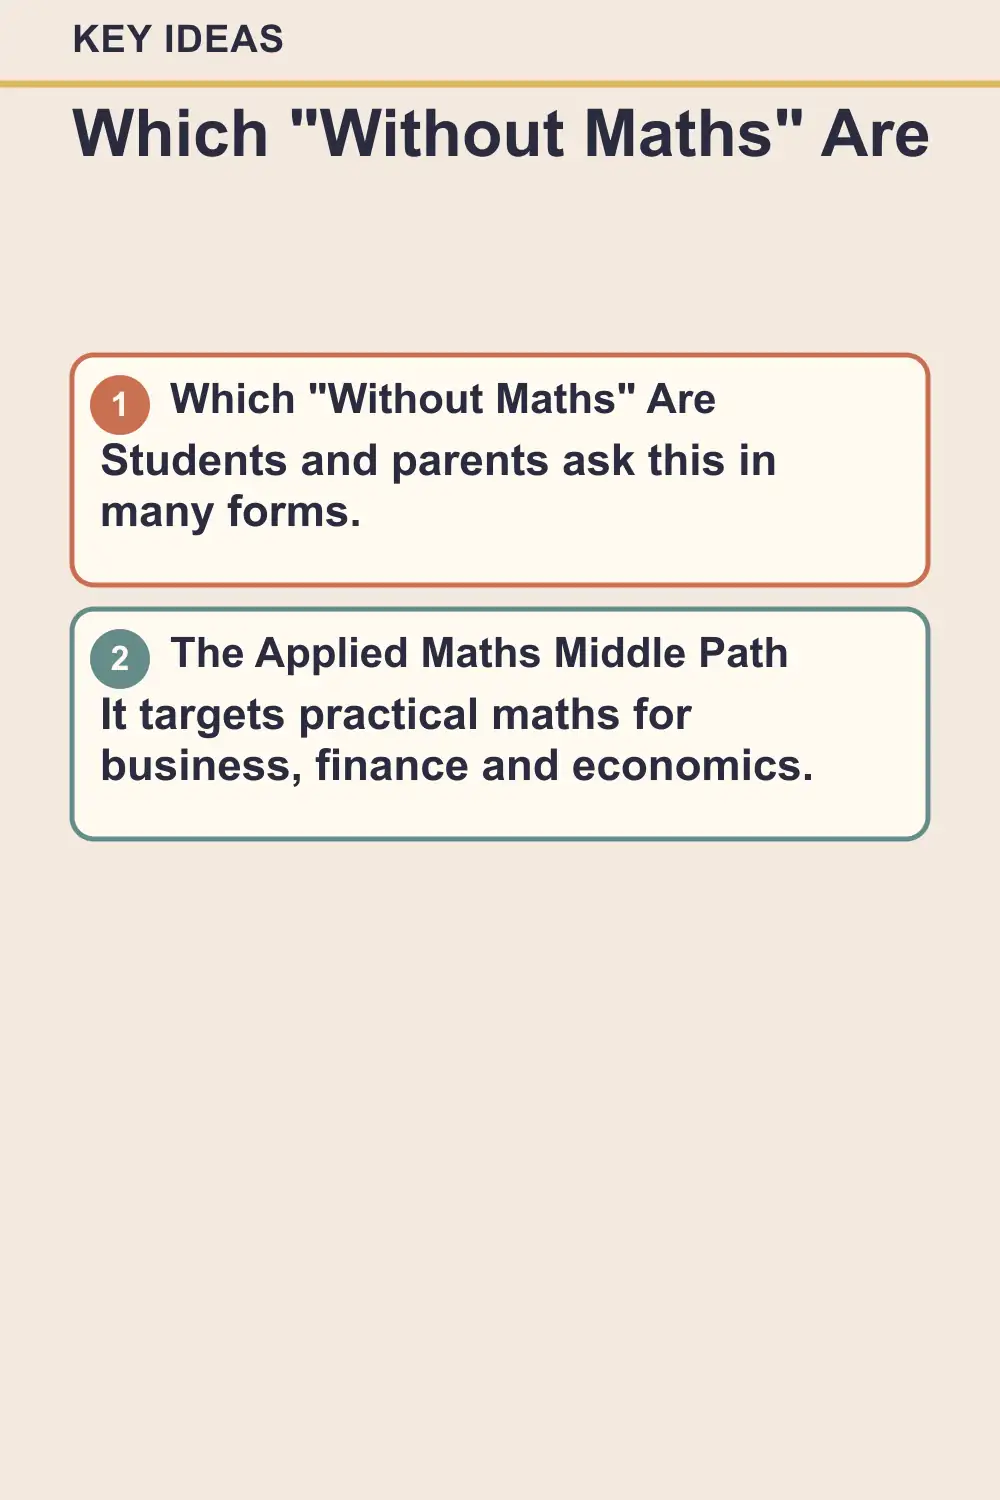 KEY IDEAS
Which "Without Maths" Are
1 Which "Without Maths" Are
Students and parents ask this in
many forms.
2 The Applied Maths Middle Path
It targets practical maths for
business, finance and economics.